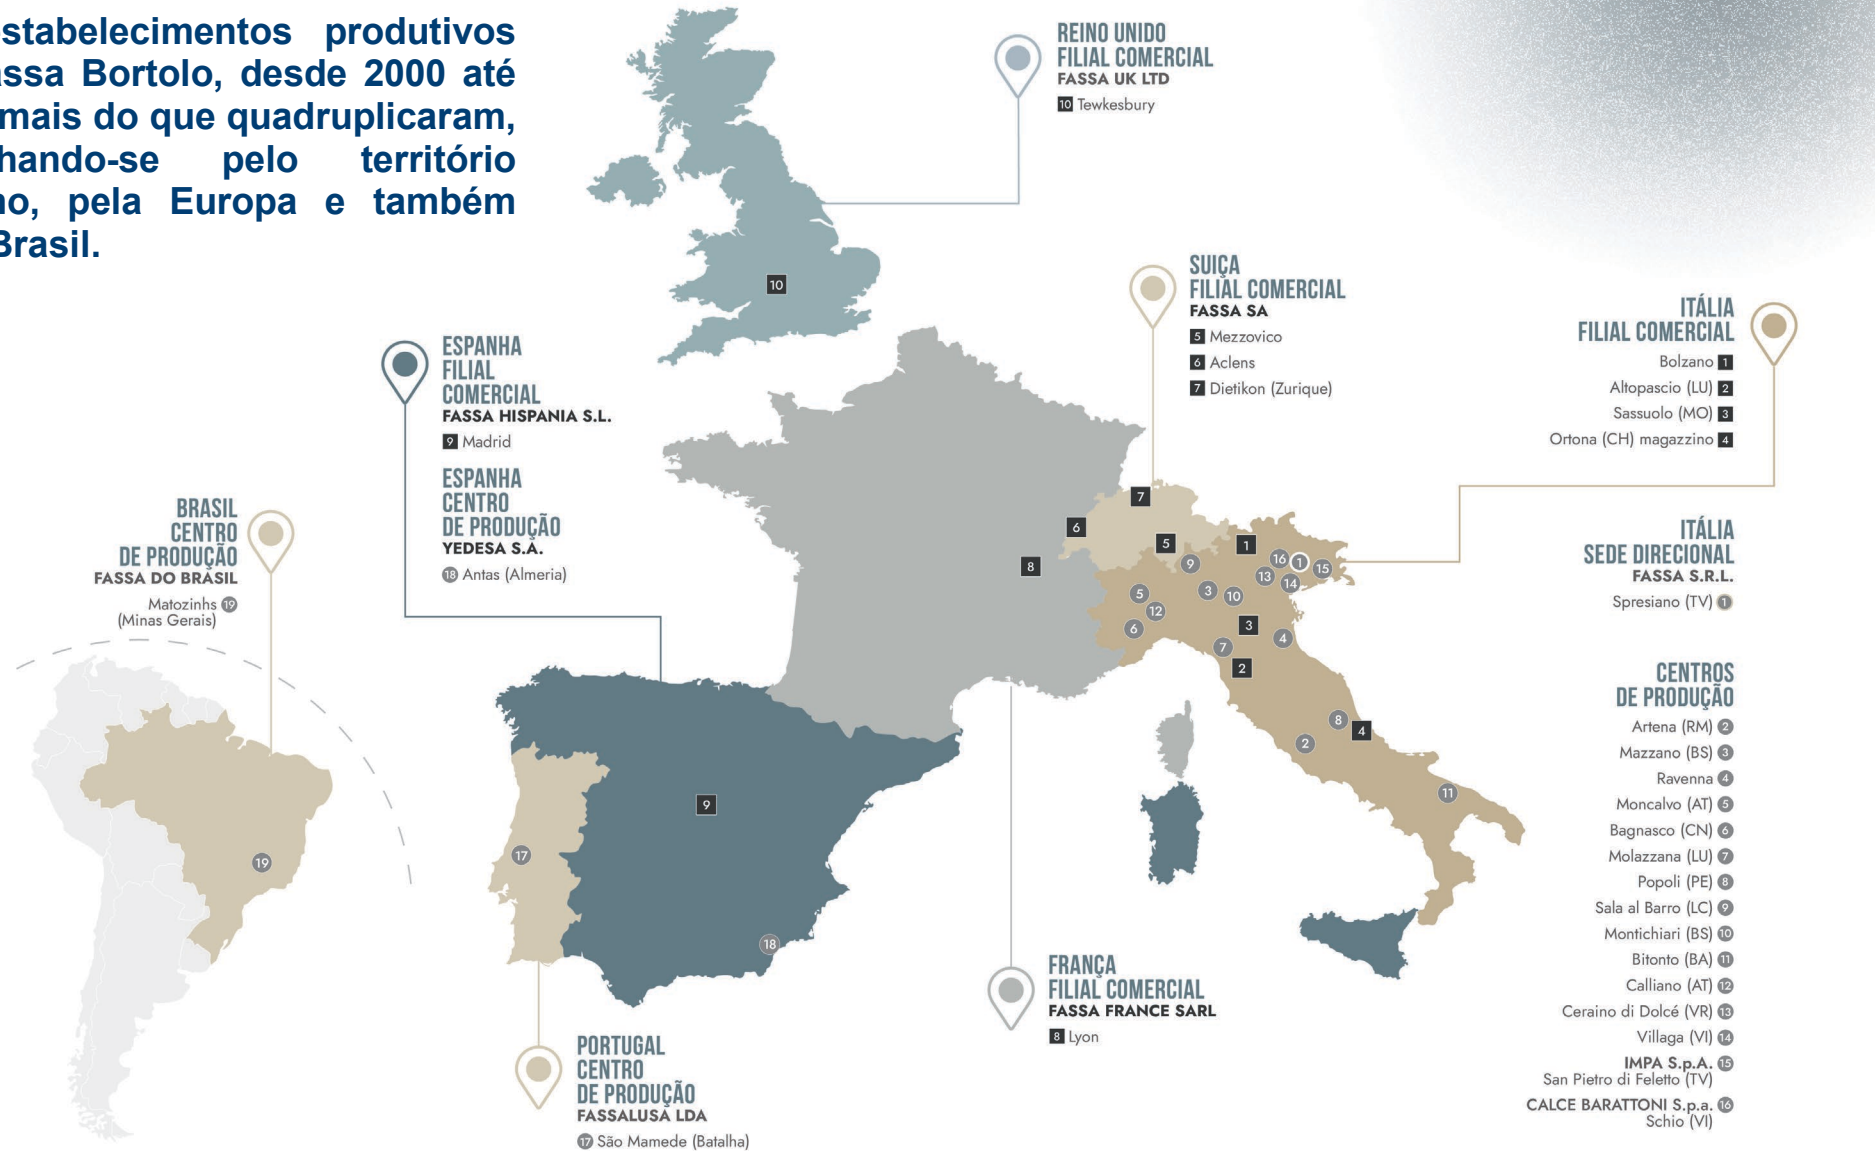 stabelecimentos produtivos
assa Bortolo, desde 2000 até
mais do que quadruplicaram,
hando-se pelo território
no, pela Europa e também
Brasil.
REINO UNIDO
FILIAL COMERCIAL
FASSA UK LTD
10 Tewkesbury
10
SUIÇA
FILIAL COMERCIAL
FASSA SA
5 Mezzovico
6 Aclens
7 Dietikon (Zurique)
ITÁLIA
FILIAL COMERCIAL
Bolzano 1
Altopascio (LU) 2
Sassuolo (MO) 3
Ortona (CH) magazzino 4
ESPANHA
FILIAL
COMERCIAL
FASSA HISPANIA S.L.
9 Madrid
ESPANHA
CENTRO
DE PRODUÇÃO
YEDESA S.A.
18 Antas (Almeria)
BRASIL
CENTRO
DE PRODUÇÃO
FASSA DO BRASIL
Matozinhs 19
(Minas Gerais)
ITÁLIA
SEDE DIRECIONAL
FASSA S.R.L.
Spresiano (TV) 1
CENTROS
DE PRODUÇÃO
Artena (RM) 2
Mazzano (BS) 3
Ravenna 4
Moncalvo (AT) 5
Bagnasco (CN) 6
Molazzana (LU) 7
Popoli (PE) 8
Sala al Barro (LC) 9
Montichiari (BS) 10
Bitonto (BA) 11
Calliano (AT) 12
Ceraino di Dolcé (VR) 13
Villaga (VI) 14
IMPA S.p.A. 15
San Pietro di Feletto (TV)
CALCE BARATTONI S.p.a. 16
Schio (VI)
7
6
5
1
8
9
16
1
15
13
14
5
3
10
12
6
3
4
7
2
8
4
2
11
9
17
18
19
FRANÇA
FILIAL COMERCIAL
FASSA FRANCE SARL
8 Lyon
PORTUGAL
CENTRO
DE PRODUÇÃO
FASSALUSA LDA
17 São Mamede (Batalha)